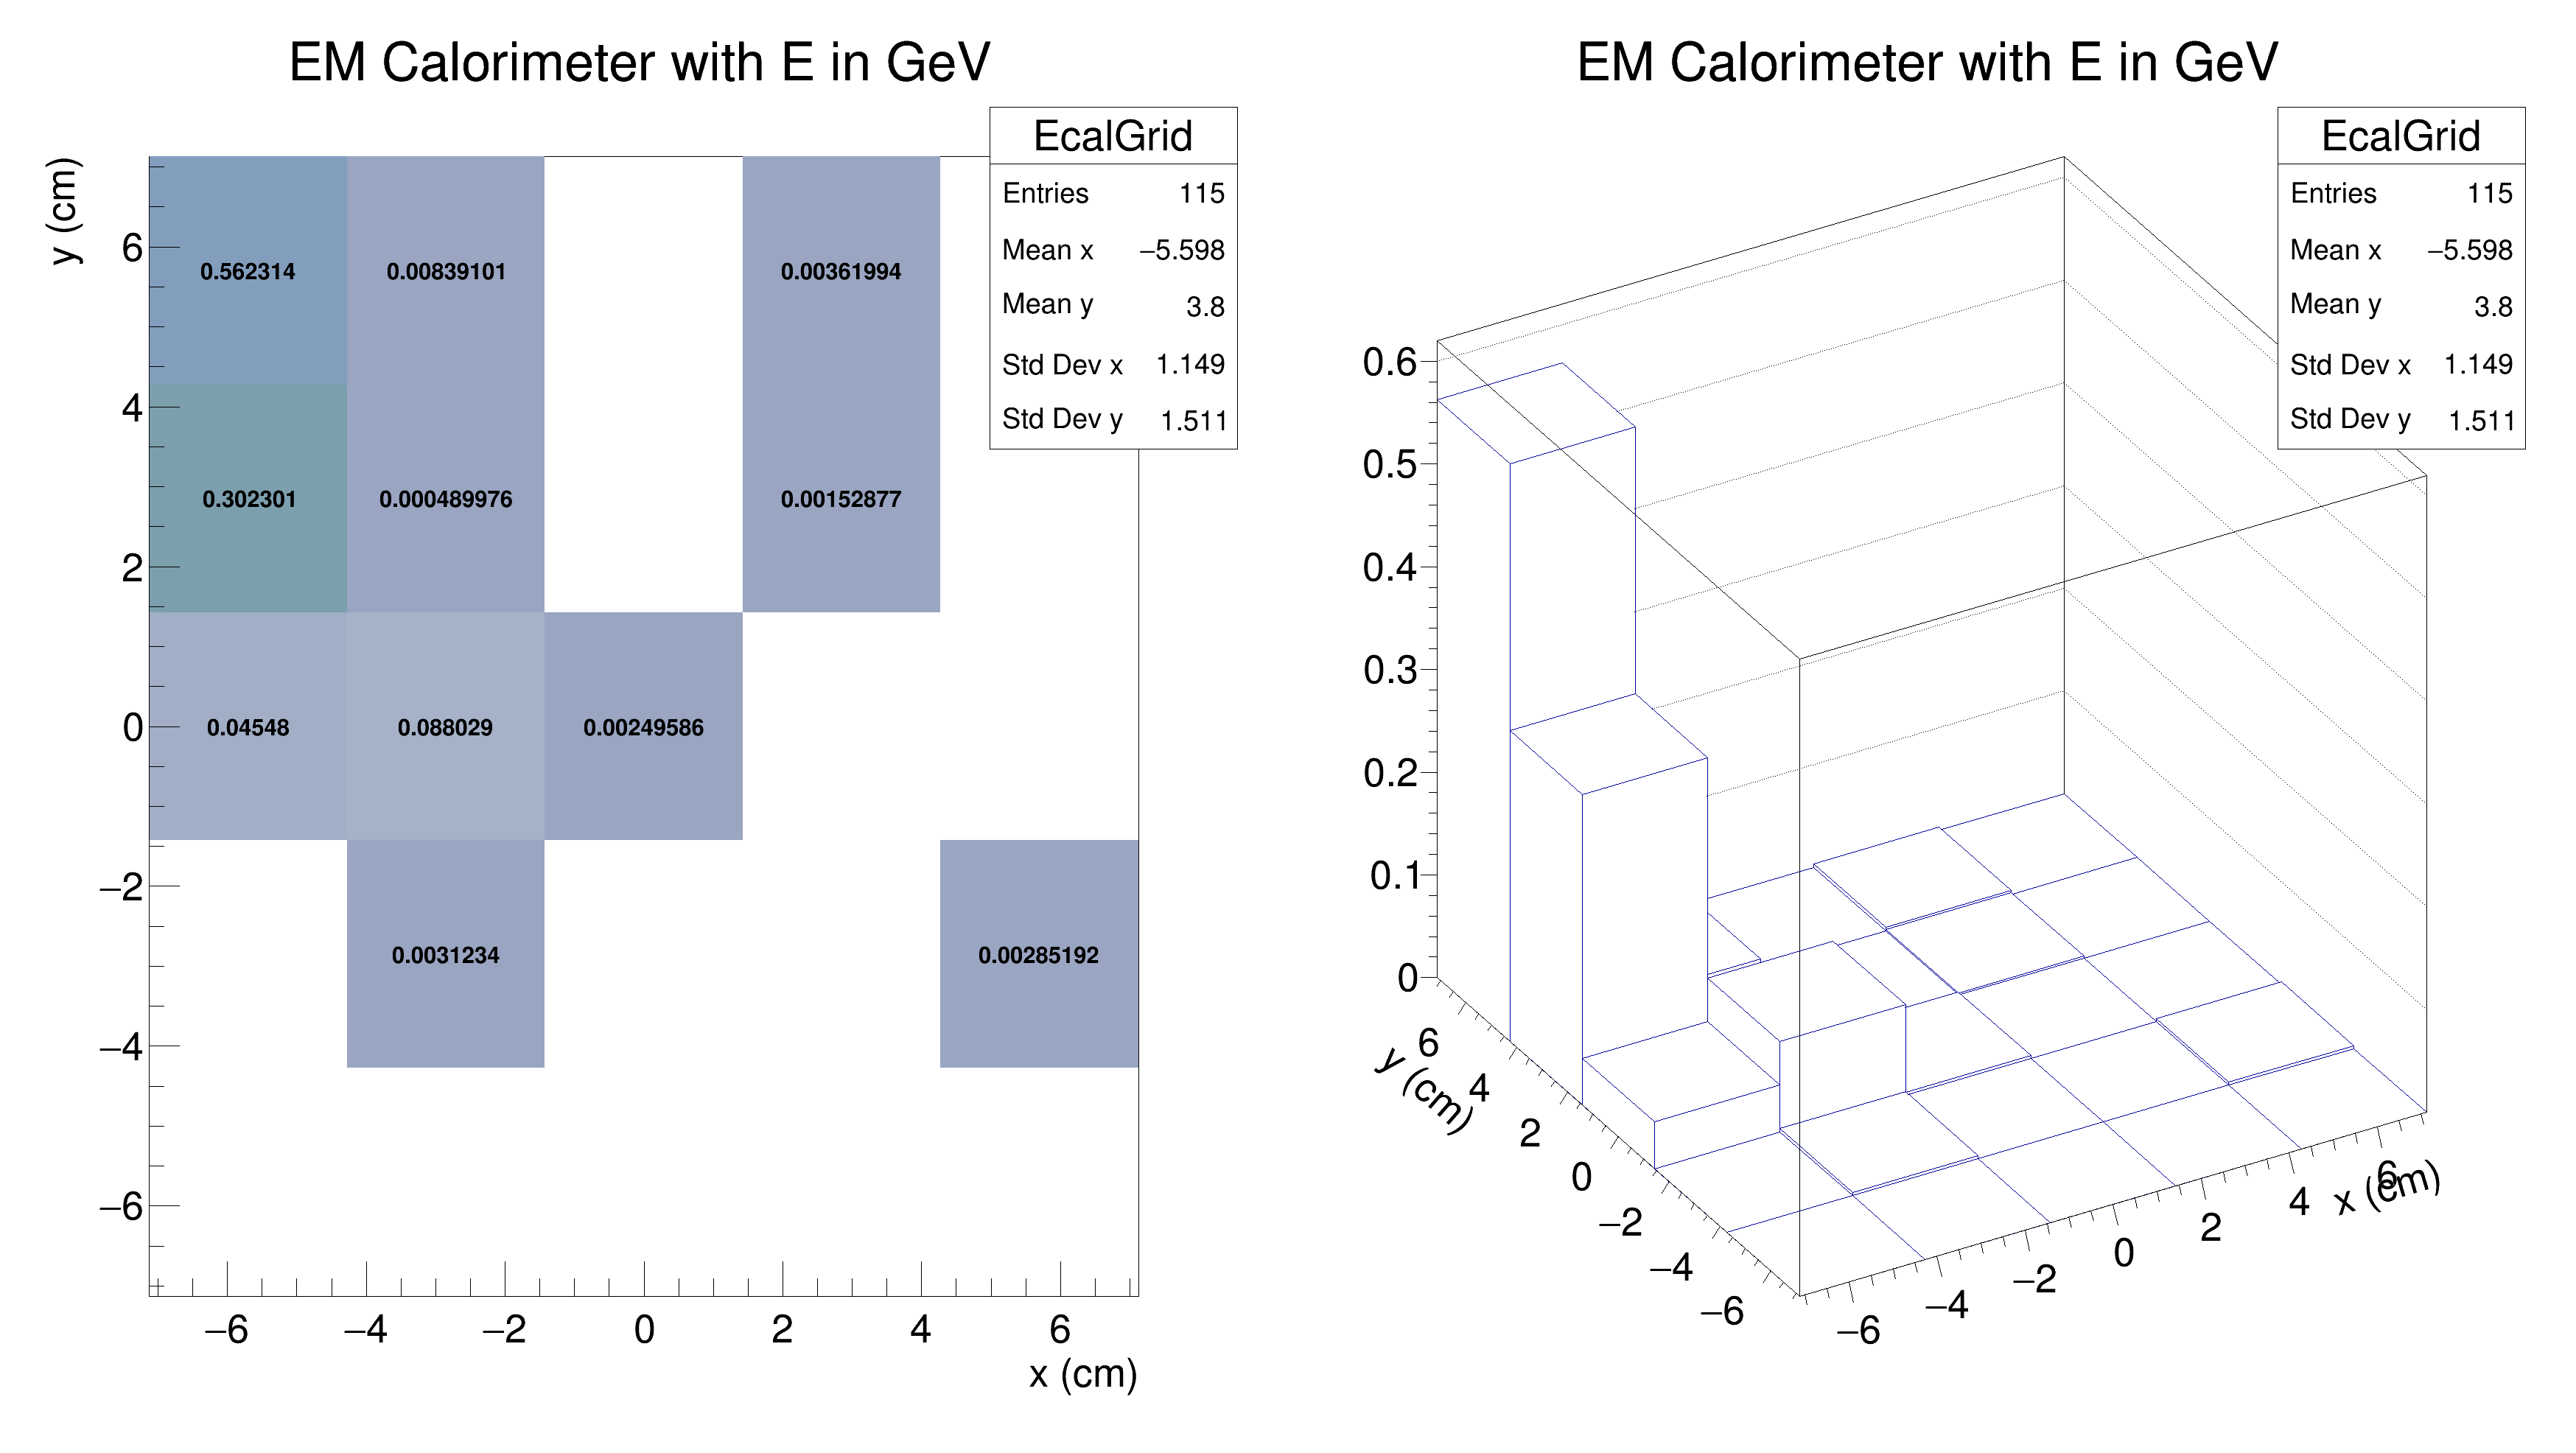 EM Calorimeter with E in GeV
EcalGrid
Entries 115
Mean x −5.598
Mean y 3.8
Std Dev x 1.149
Std Dev y 1.511
y (cm)
6
4
2
0
−2
−4
−6
0.562314 0.00839101 0.00361994
0.302301 0.000489976 0.00152877
0.04548 0.088029 0.00249586
0.0031234 0.00285192
−6 −4 −2 0 2 4 6
x (cm)
EM Calorimeter with E in GeV
EcalGrid
Entries 115
Mean x −5.598
Mean y 3.8
Std Dev x 1.149
Std Dev y 1.511
0.6
0.5
0.4
0.3
0.2
0.1
0
y (cm)
6
4
2
0
−2
−4
−6
−6 −4 −2 0 2 4 6
x (cm)